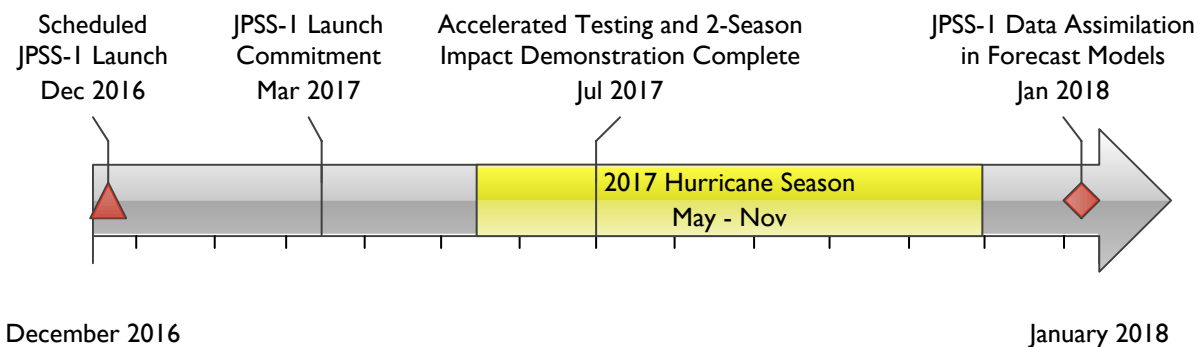 Scheduled
JPSS-1 Launch
Dec 2016
JPSS-1 Launch
Commitment
Mar 2017
Accelerated Testing and 2-Season
Impact Demonstration Complete
Jul 2017
JPSS-1 Data Assimilation
in Forecast Models
Jan 2018
2017 Hurricane Season
May - Nov
December 2016
January 2018